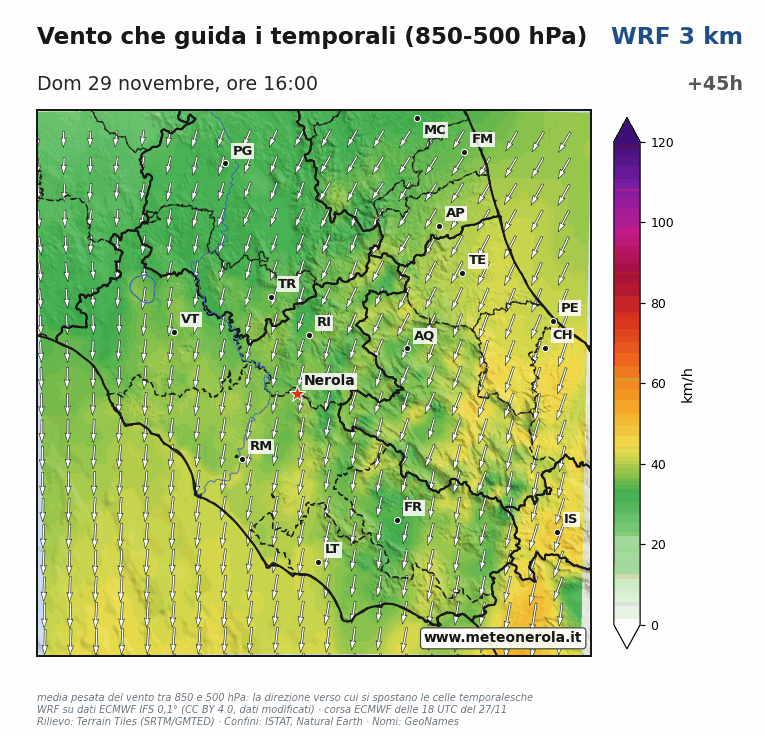 Vento che guida i temporali (850-500 hPa) WRF 3 km
Dom 29 novembre, ore 16:00 +45h
MC
FM
PG
AP
TE
TR
PE
VT
RI
CH
AQ
Nerola
RM
FR
IS
LT
www.meteonerola.it
120
100
80
60
40
20
0
km/h
media pesata del vento tra 850 e 500 hPa: la direzione verso cui si spostano le celle temporalesche
WRF su dati ECMWF IFS 0,1° (CC BY 4.0, dati modificati) · corsa ECMWF delle 18 UTC del 27/11
Rilievo: Terrain Tiles (SRTM/GMTED) · Confini: ISTAT, Natural Earth · Nomi: GeoNames